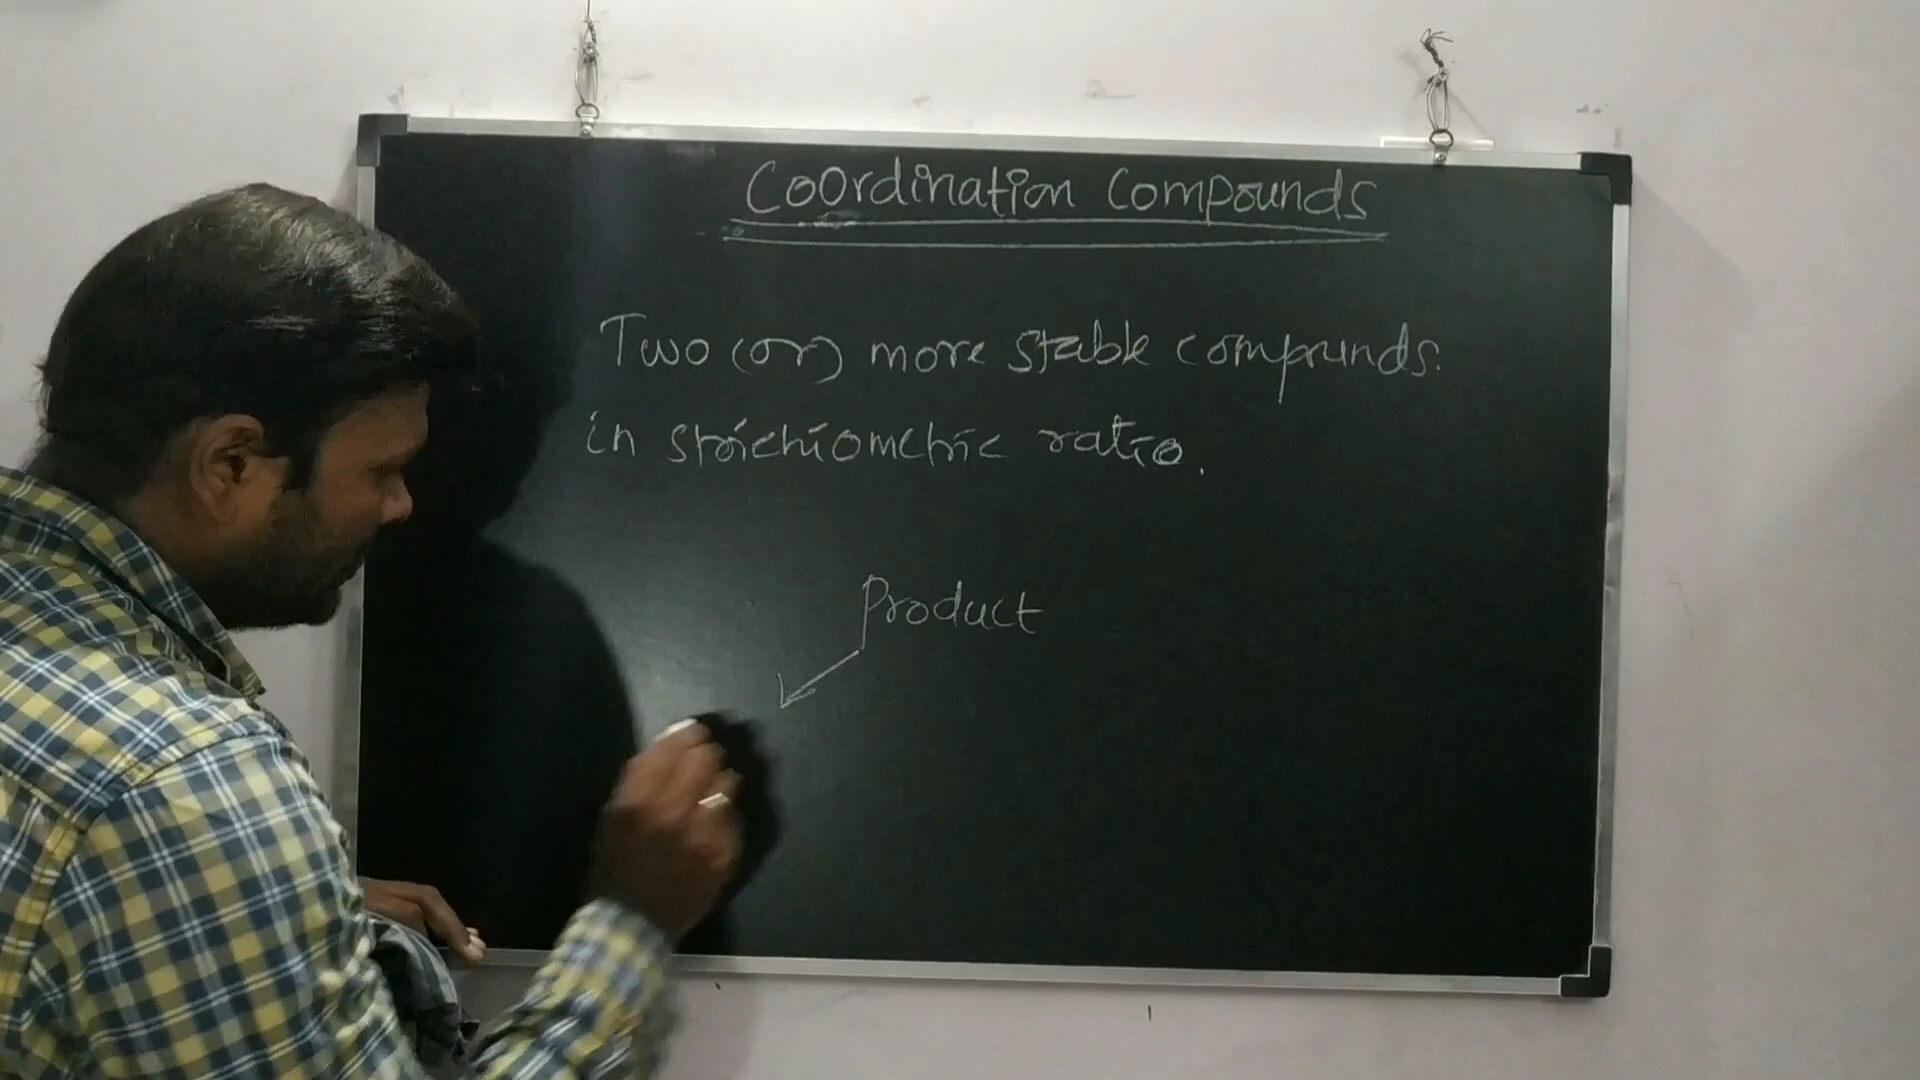 Coordination Compounds
Two (or) more stable compounds.
in stoichiometric ratio.
Product